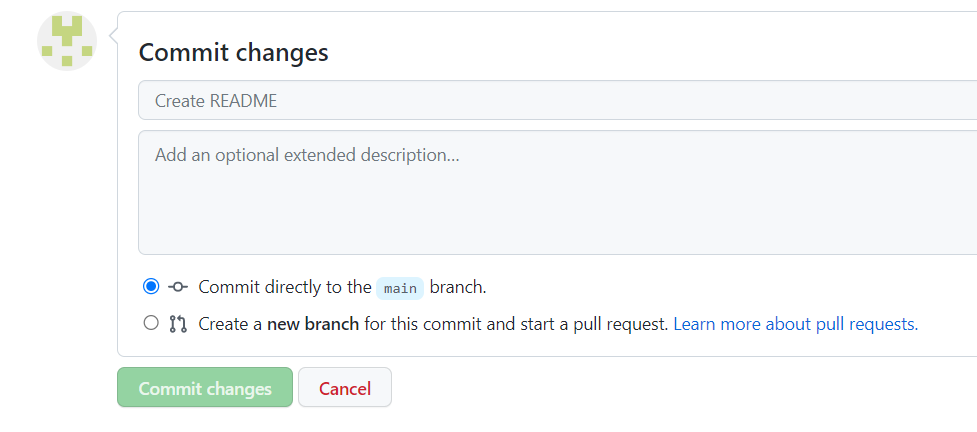 Commit changes
Create README
Add an optional extended description...
Commit directly to the main branch.
Create a new branch for this commit and start a pull request. Learn more about pull requests.
Commit changes
Cancel